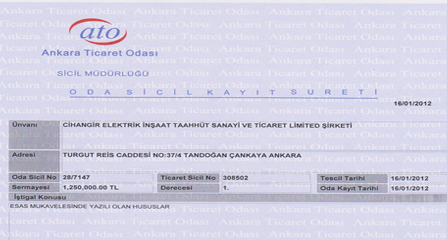 ato
Ankara Ticaret Odası
SİCİL MÜDÜRLÜĞÜ
ODA SİCİL KAYIT SURETİ
16/01/2012
Ünvanı CİHANGİR ELEKTRİK İNŞAAT TAAHHÜT SANAYİ VE TİCARET LİMİTED ŞİRKETİ
Adresi TURGUT REİS CADDESİ NO:37/4 TANDOĞAN ÇANKAYA ANKARA
Oda Sicil No 28/7147 Ticaret Sicil No 308502 Tescil Tarihi 16/01/2012
Sermayesi 1,250,000.00 TL Derecesi 1. Oda Kayıt Tarihi 16/01/2012
İştigal Konusu
ESAS MUKAVELESİNDE YAZILI OLAN HUSUSLAR